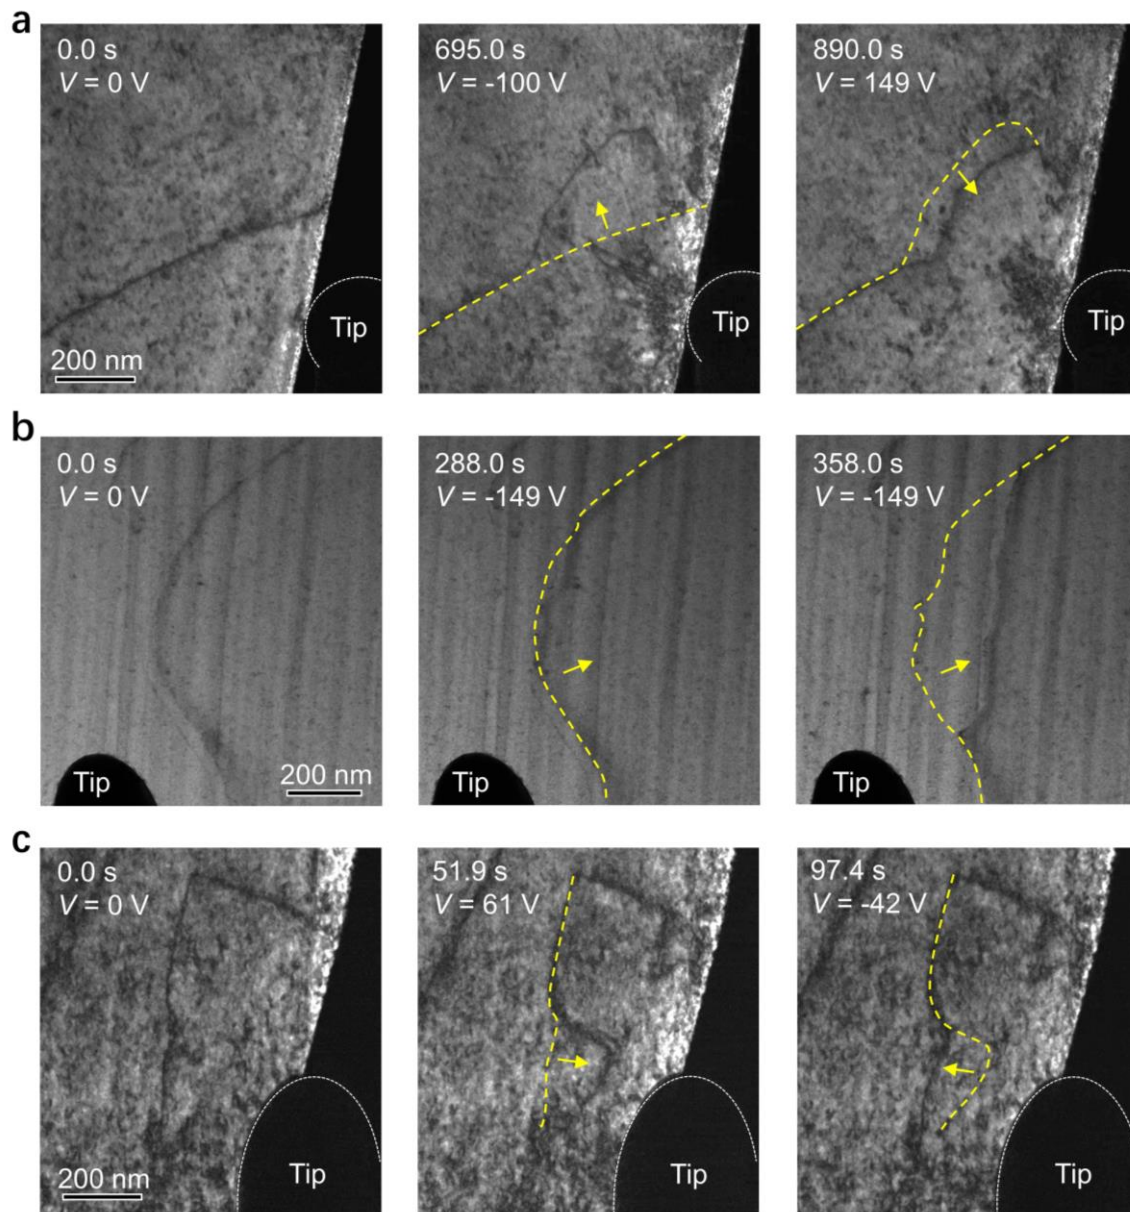 a
0.0 s
V = 0 V
Tip
200 nm
695.0 s
V = -100 V
Tip
890.0 s
V = 149 V
Tip
b
0.0 s
V = 0 V
Tip
200 nm
288.0 s
V = -149 V
Tip
358.0 s
V = -149 V
Tip
c
0.0 s
V = 0 V
Tip
200 nm
51.9 s
V = 61 V
Tip
97.4 s
V = -42 V
Tip